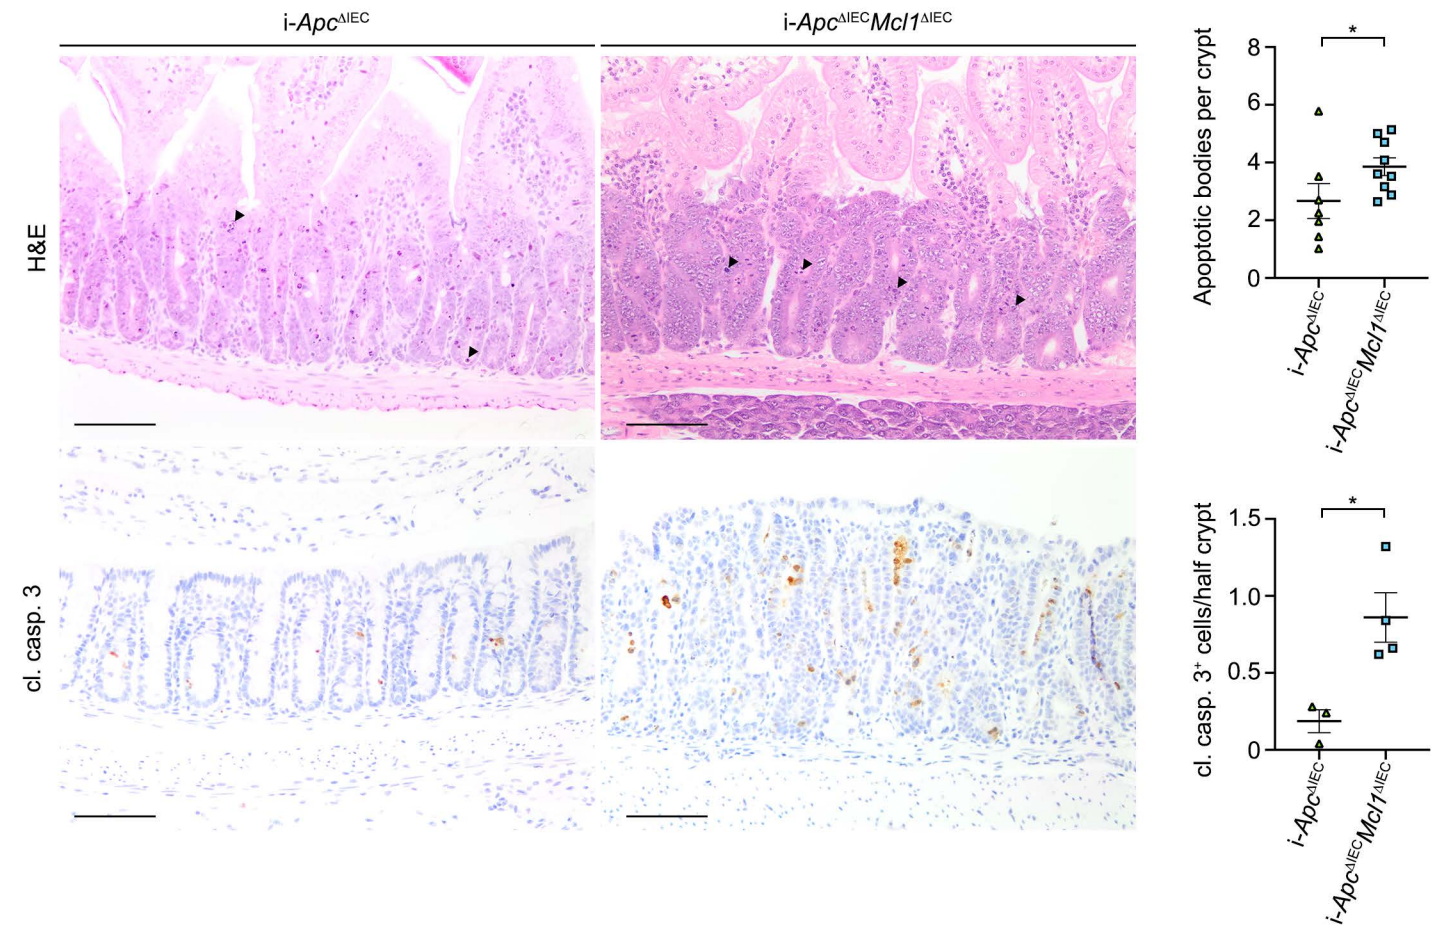 i-Apc^ΔIEC
i-Apc^ΔIEC Mcl1^ΔIEC
H&E
cl. casp. 3
Apoptotic bodies per crypt
8
6
4
2
0
*
i-Apc^ΔIEC
i-Apc^ΔIEC Mcl1^ΔIEC
cl. casp. 3⁺ cells/half crypt
1.5
1.0
0.5
0
*
i-Apc^ΔIEC
i-Apc^ΔIEC Mcl1^ΔIEC